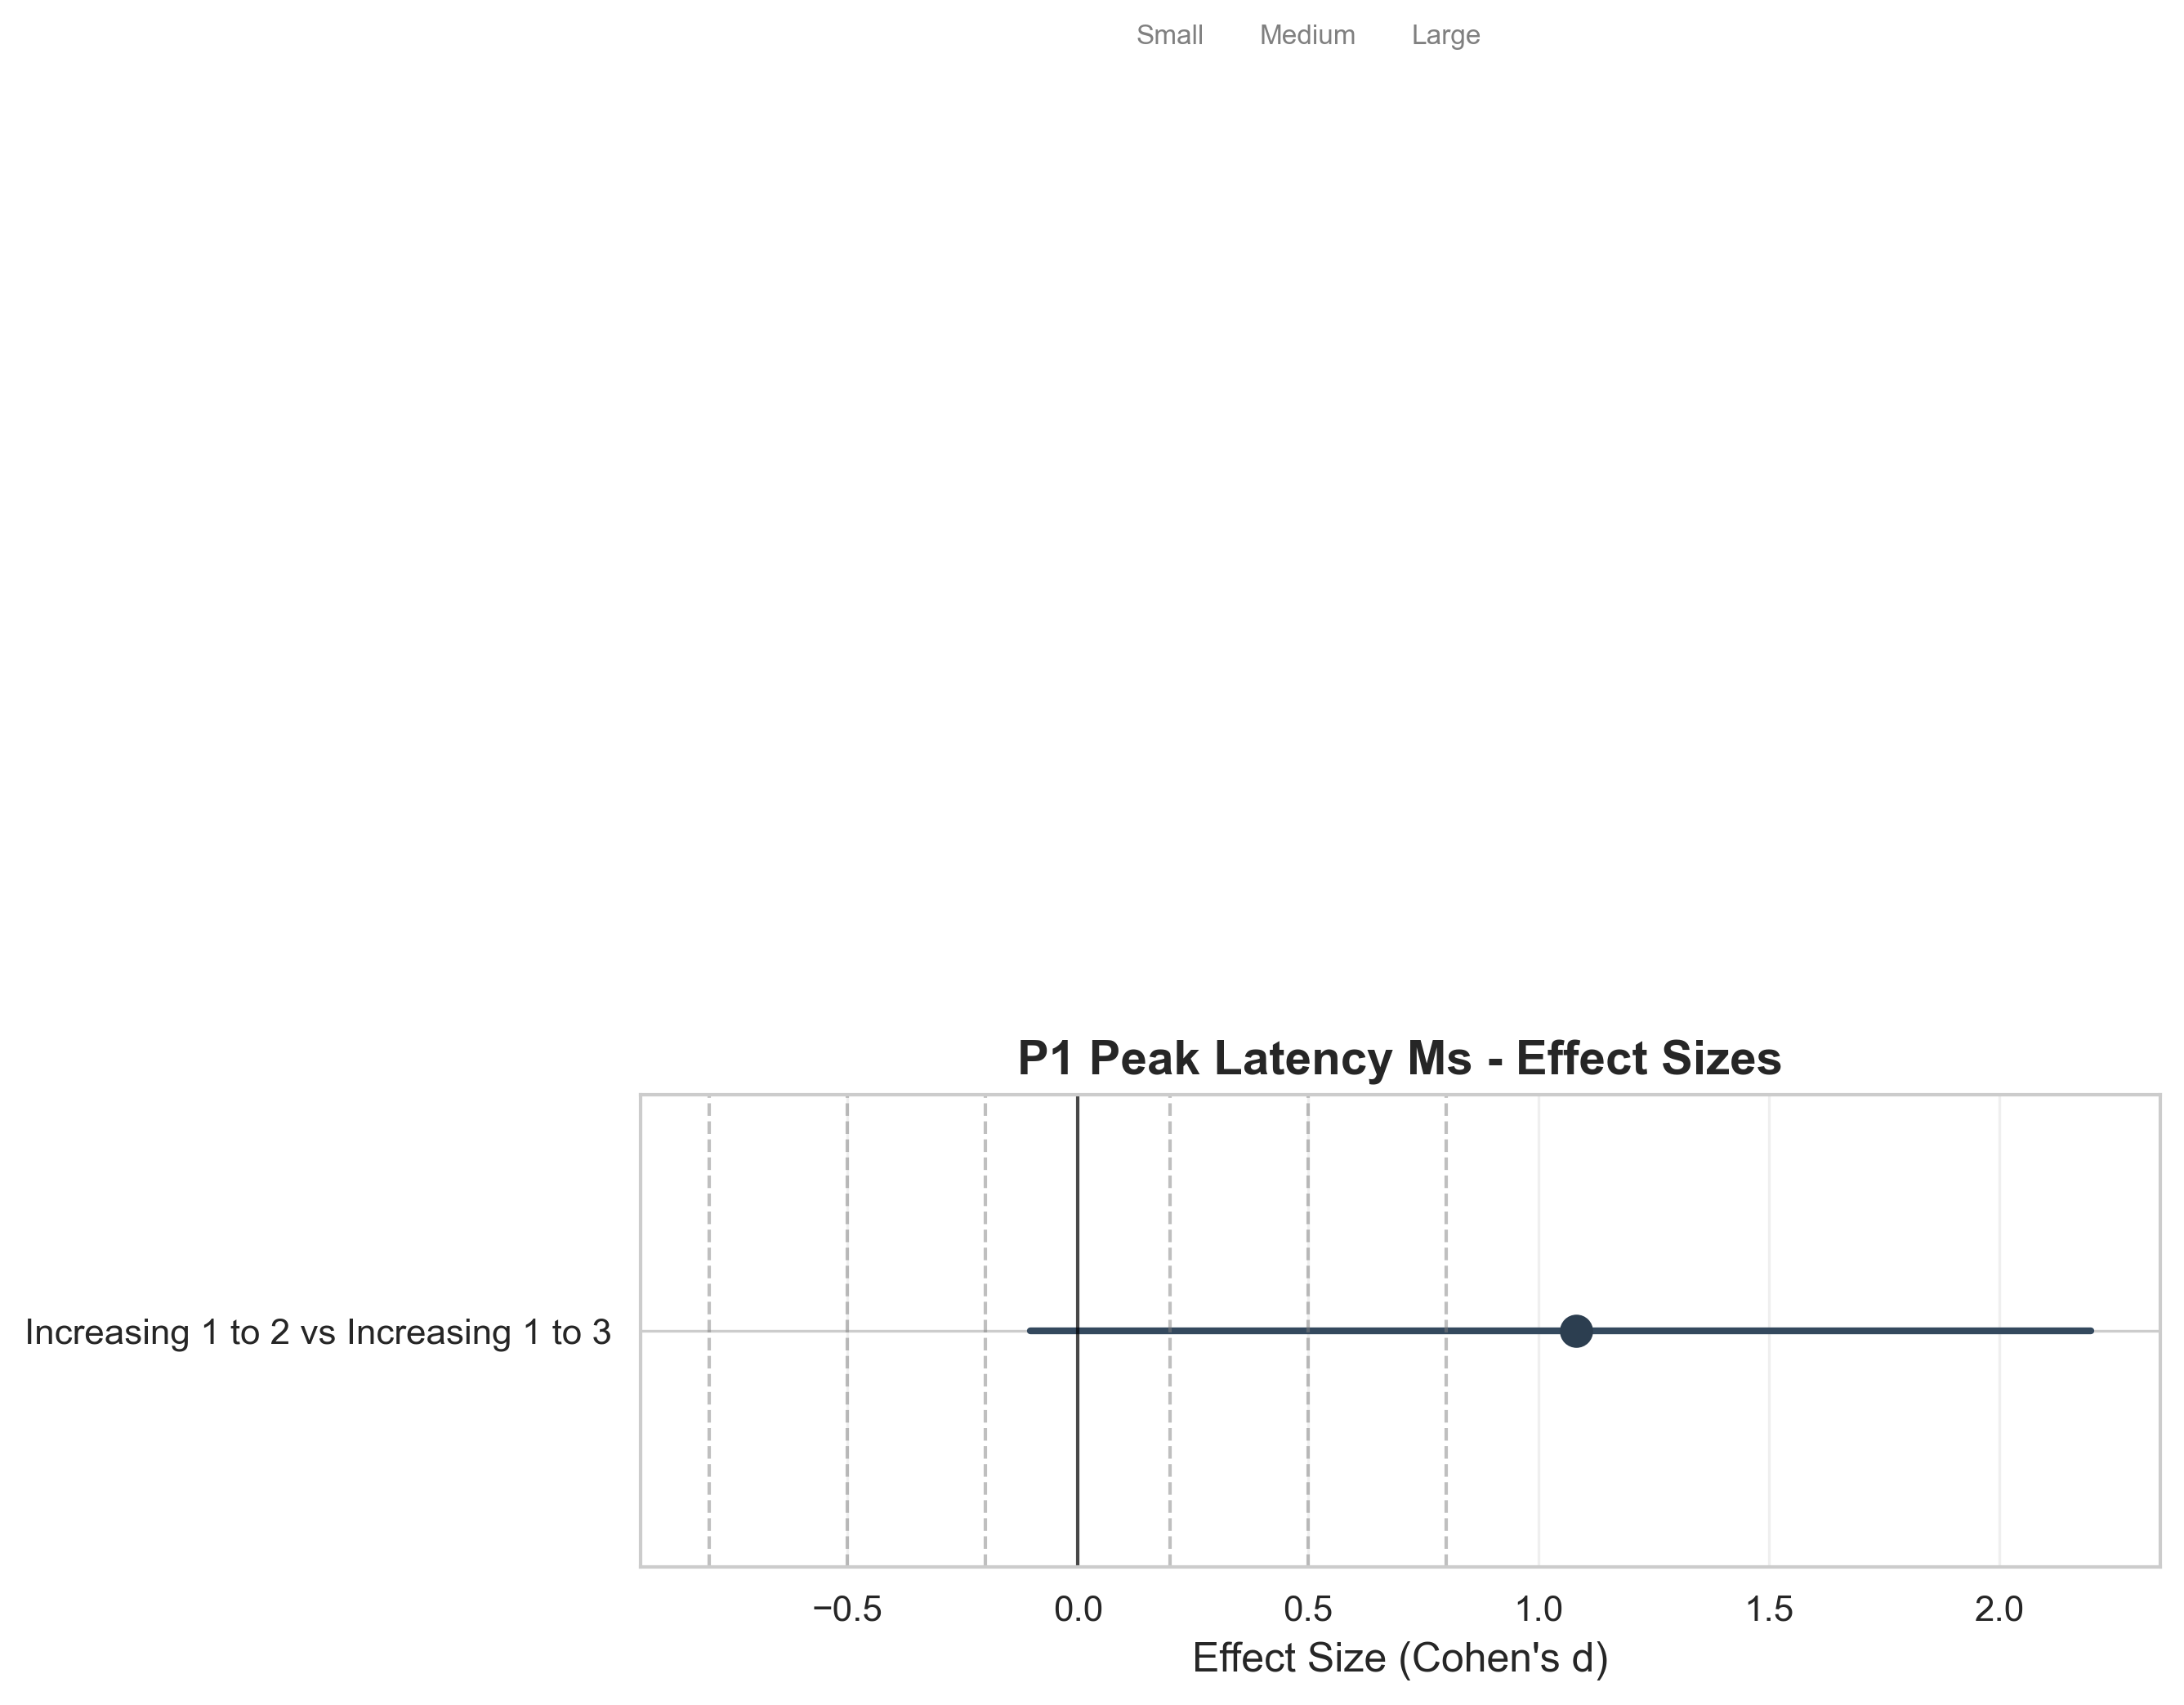 Small Medium Large
P1 Peak Latency Ms - Effect Sizes
Increasing 1 to 2 vs Increasing 1 to 3
−0.5 0.0 0.5 1.0 1.5 2.0
Effect Size (Cohen's d)